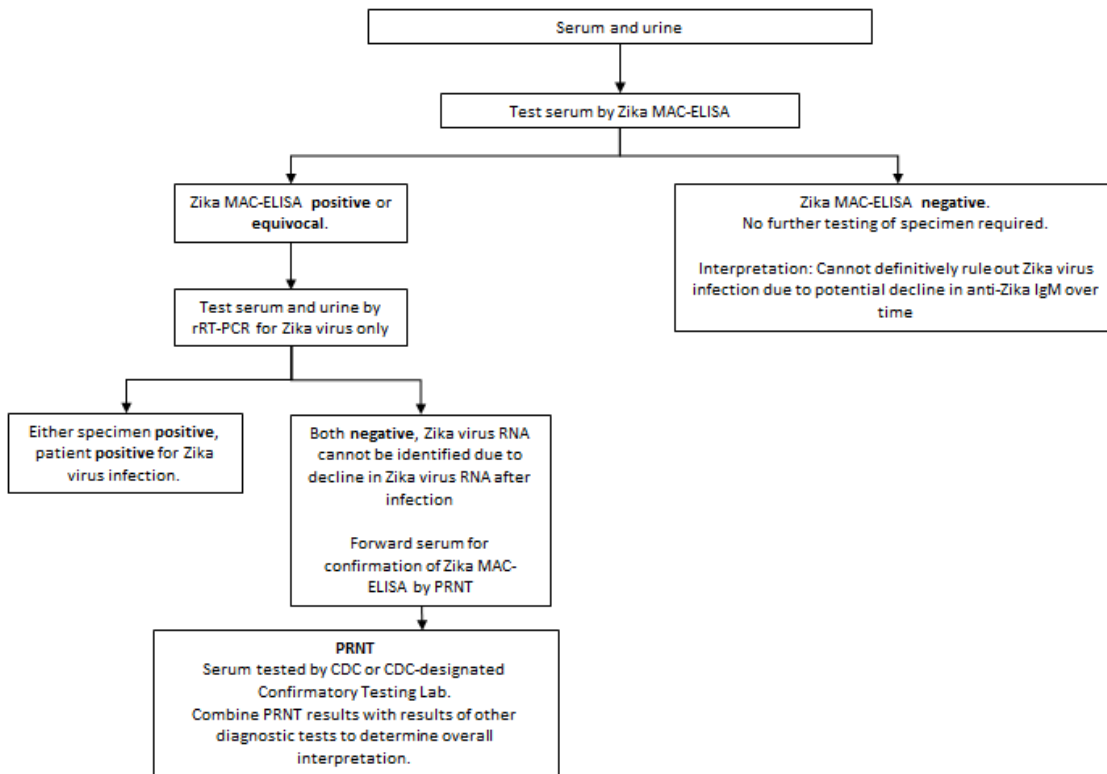 Serum and urine
Test serum by Zika MAC-ELISA
Zika MAC-ELISA positive or
equivocal.
Zika MAC-ELISA negative.
No further testing of specimen required.
Interpretation: Cannot definitively rule out Zika virus
infection due to potential decline in anti-Zika IgM over
time
Test serum and urine by
rRT-PCR for Zika virus only
Either specimen positive,
patient positive for Zika
virus infection.
Both negative, Zika virus RNA
cannot be identified due to
decline in Zika virus RNA after
infection
Forward serum for
confirmation of Zika MAC-
ELISA by PRNT
PRNT
Serum tested by CDC or CDC-designated
Confirmatory Testing Lab.
Combine PRNT results with results of other
diagnostic tests to determine overall
interpretation.